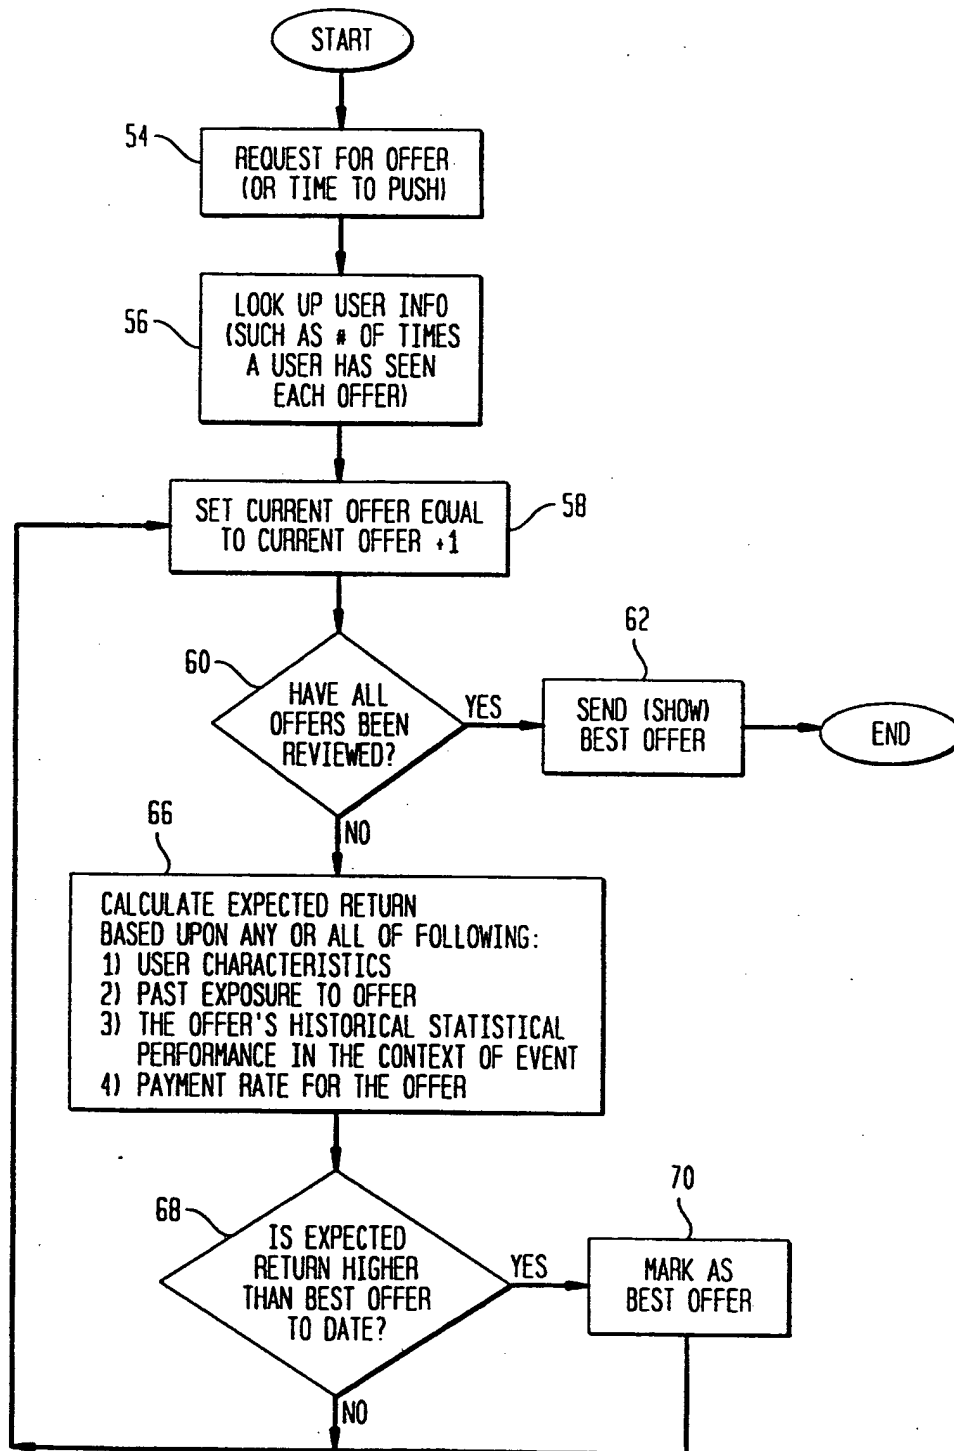 START
54
REQUEST FOR OFFER
(OR TIME TO PUSH)
56
LOOK UP USER INFO
(SUCH AS # OF TIMES
A USER HAS SEEN
EACH OFFER)
SET CURRENT OFFER EQUAL
TO CURRENT OFFER +1
58
60
HAVE ALL
OFFERS BEEN
REVIEWED?
YES
62
SEND (SHOW)
BEST OFFER
END
NO
66
CALCULATE EXPECTED RETURN
BASED UPON ANY OR ALL OF FOLLOWING:
1) USER CHARACTERISTICS
2) PAST EXPOSURE TO OFFER
3) THE OFFER'S HISTORICAL STATISTICAL
PERFORMANCE IN THE CONTEXT OF EVENT
4) PAYMENT RATE FOR THE OFFER
68
IS EXPECTED
RETURN HIGHER
THAN BEST OFFER
TO DATE?
YES
70
MARK AS
BEST OFFER
NO